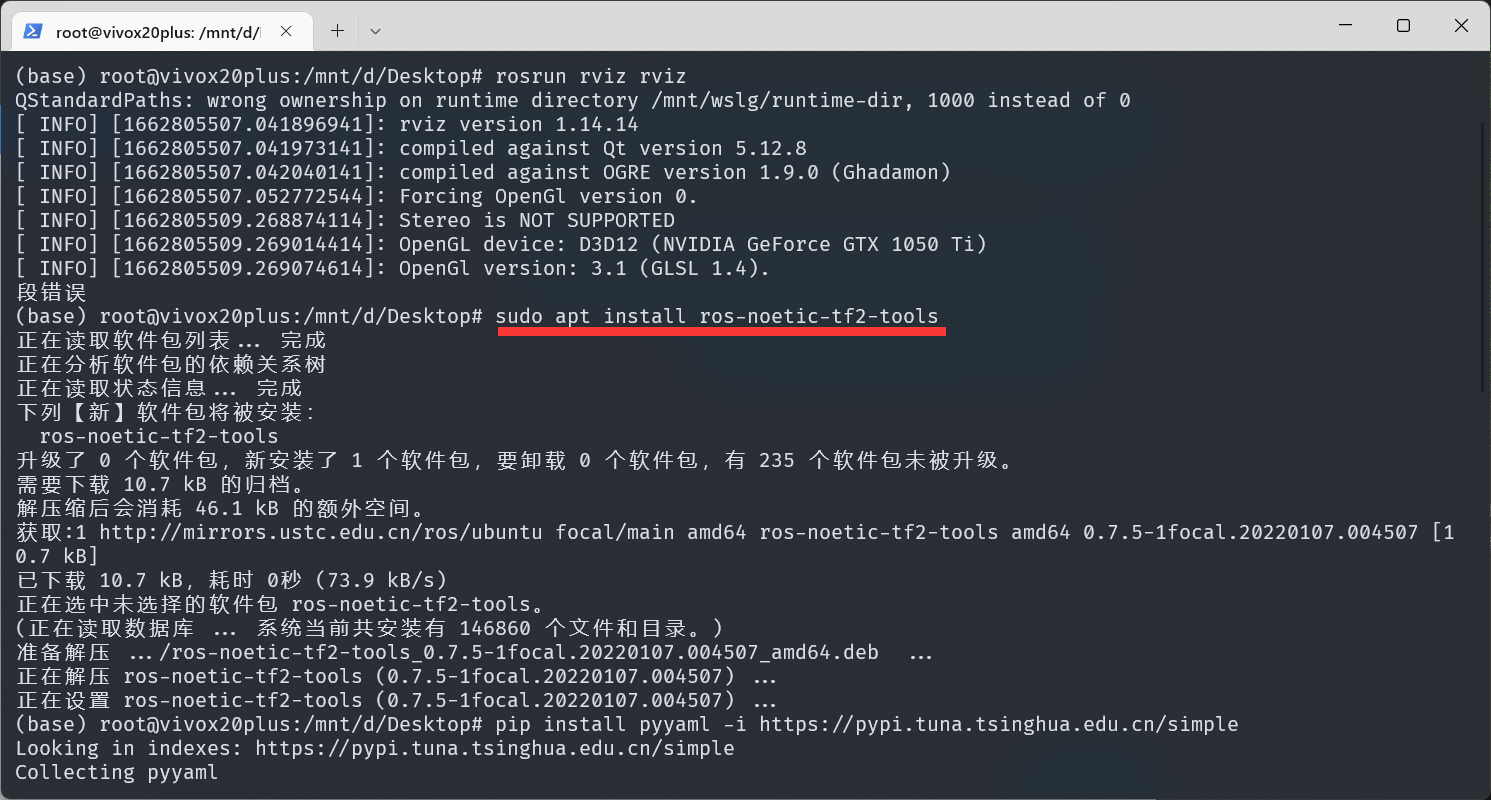 root@vivox20plus: /mnt/d/
(base) root@vivox20plus:/mnt/d/Desktop# rosrun rviz rviz
QStandardPaths: wrong ownership on runtime directory /mnt/wslg/runtime-dir, 1000 instead of 0
[ INFO] [1662805507.041896941]: rviz version 1.14.14
[ INFO] [1662805507.041973141]: compiled against Qt version 5.12.8
[ INFO] [1662805507.042040141]: compiled against OGRE version 1.9.0 (Ghadamon)
[ INFO] [1662805507.052772544]: Forcing OpenGl version 0.
[ INFO] [1662805509.268874114]: Stereo is NOT SUPPORTED
[ INFO] [1662805509.269014414]: OpenGL device: D3D12 (NVIDIA GeForce GTX 1050 Ti)
[ INFO] [1662805509.269074614]: OpenGl version: 3.1 (GLSL 1.4).
段错误
(base) root@vivox20plus:/mnt/d/Desktop# sudo apt install ros-noetic-tf2-tools
正在读取软件包列表... 完成
正在分析软件包的依赖关系树
正在读取状态信息... 完成
下列【新】软件包将被安装：
  ros-noetic-tf2-tools
升级了 0 个软件包，新安装了 1 个软件包，要卸载 0 个软件包，有 235 个软件包未被升级。
需要下载 10.7 kB 的归档。
解压缩后会消耗 46.1 kB 的额外空间。
获取:1 http://mirrors.ustc.edu.cn/ros/ubuntu focal/main amd64 ros-noetic-tf2-tools amd64 0.7.5-1focal.20220107.004507 [1
0.7 kB]
已下载 10.7 kB，耗时 0秒 (73.9 kB/s)
正在选中未选择的软件包 ros-noetic-tf2-tools。
(正在读取数据库 ... 系统当前共安装有 146860 个文件和目录。)
准备解压 .../ros-noetic-tf2-tools_0.7.5-1focal.20220107.004507_amd64.deb  ...
正在解压 ros-noetic-tf2-tools (0.7.5-1focal.20220107.004507) ...
正在设置 ros-noetic-tf2-tools (0.7.5-1focal.20220107.004507) ...
(base) root@vivox20plus:/mnt/d/Desktop# pip install pyyaml -i https://pypi.tuna.tsinghua.edu.cn/simple
Looking in indexes: https://pypi.tuna.tsinghua.edu.cn/simple
Collecting pyyaml